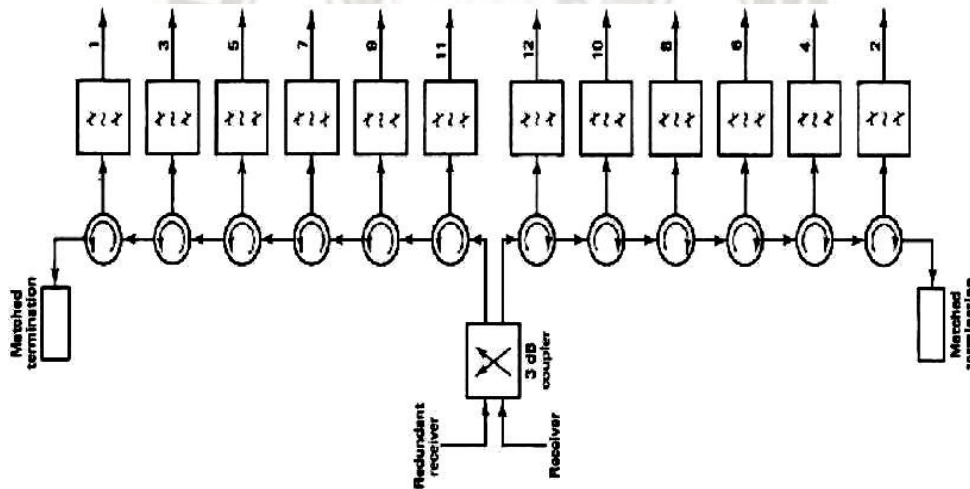 1
3
5
7
9
11
12
10
8
6
4
2
Matched
termination
3 dB
coupler
Redundant
receiver
Receiver
Matched